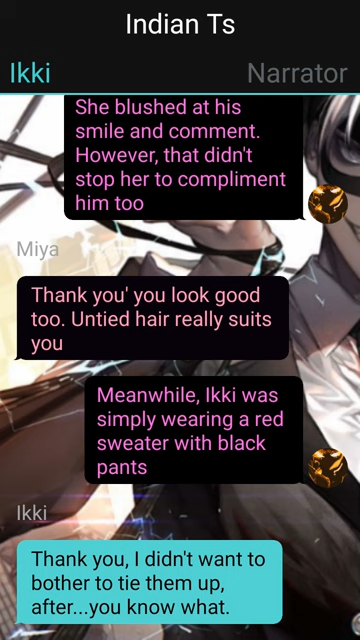 Indian Ts
Ikki
Narrator
She blushed at his
smile and comment.
However, that didn't
stop her to compliment
him too
Miya
Thank you' you look good
too. Untied hair really suits
you
Meanwhile, Ikki was
simply wearing a red
sweater with black
pants
Ikki
Thank you, I didn't want to
bother to tie them up,
after...you know what.